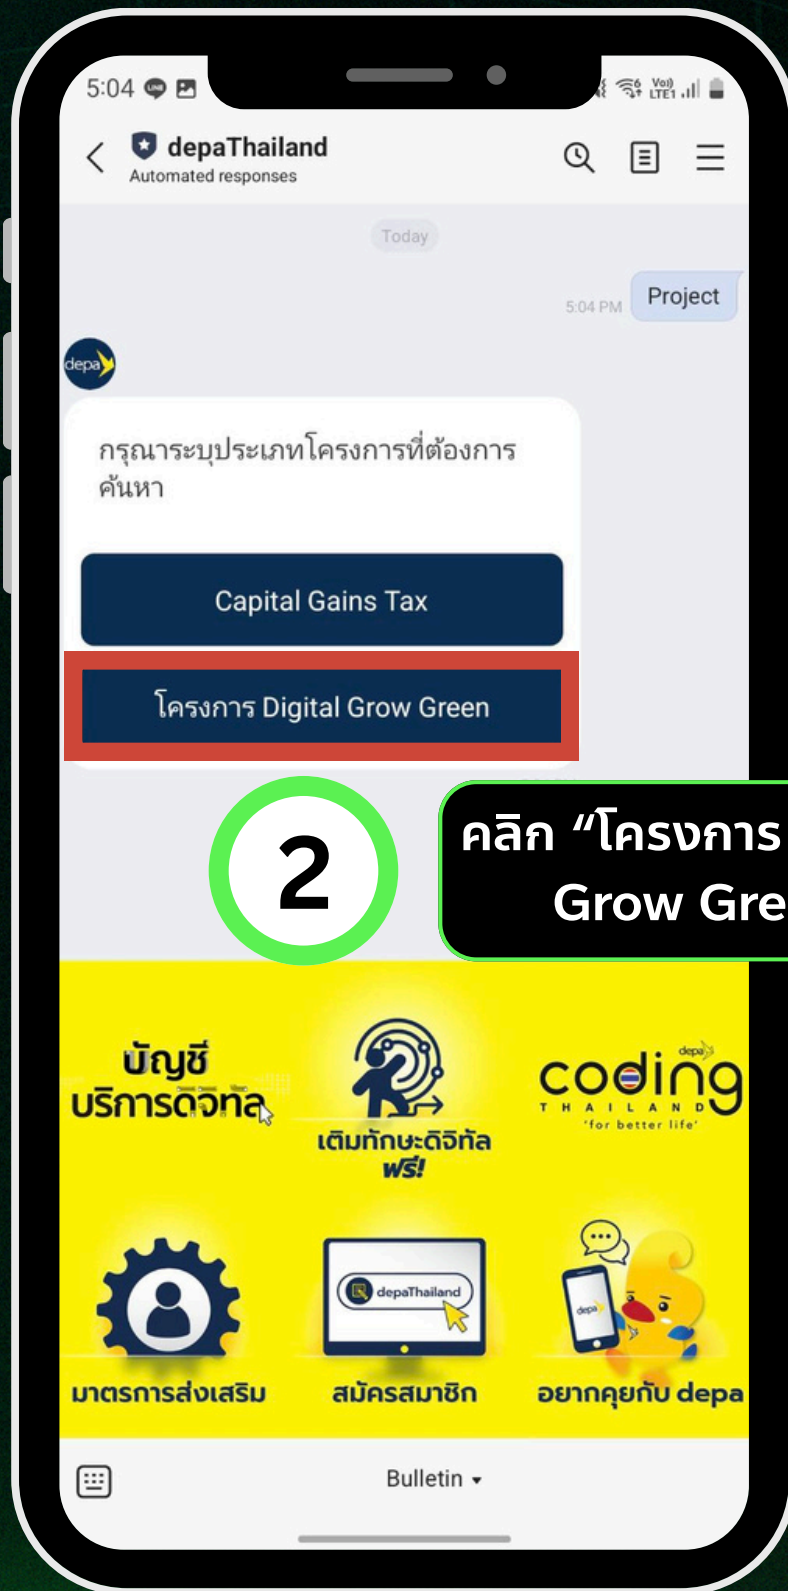 5:04
depaThailand
Automated responses
Today
Project
5:04 PM
depa
กรุณาระบุประเภทโครงการที่ต้องการ
ค้นหา
Capital Gains Tax
โครงการ Digital Grow Green
2
คลิก “โครงการ
Grow Gre
บัญชี
บริการดิจิทัล
เติมทักษะดิจิทัล
ฟรี!
depa
coding
THAILAND
'for better life'
depaThailand
depa
มาตรการส่งเสริม
สมัครสมาชิก
อยากคุยกับ depa
Bulletin